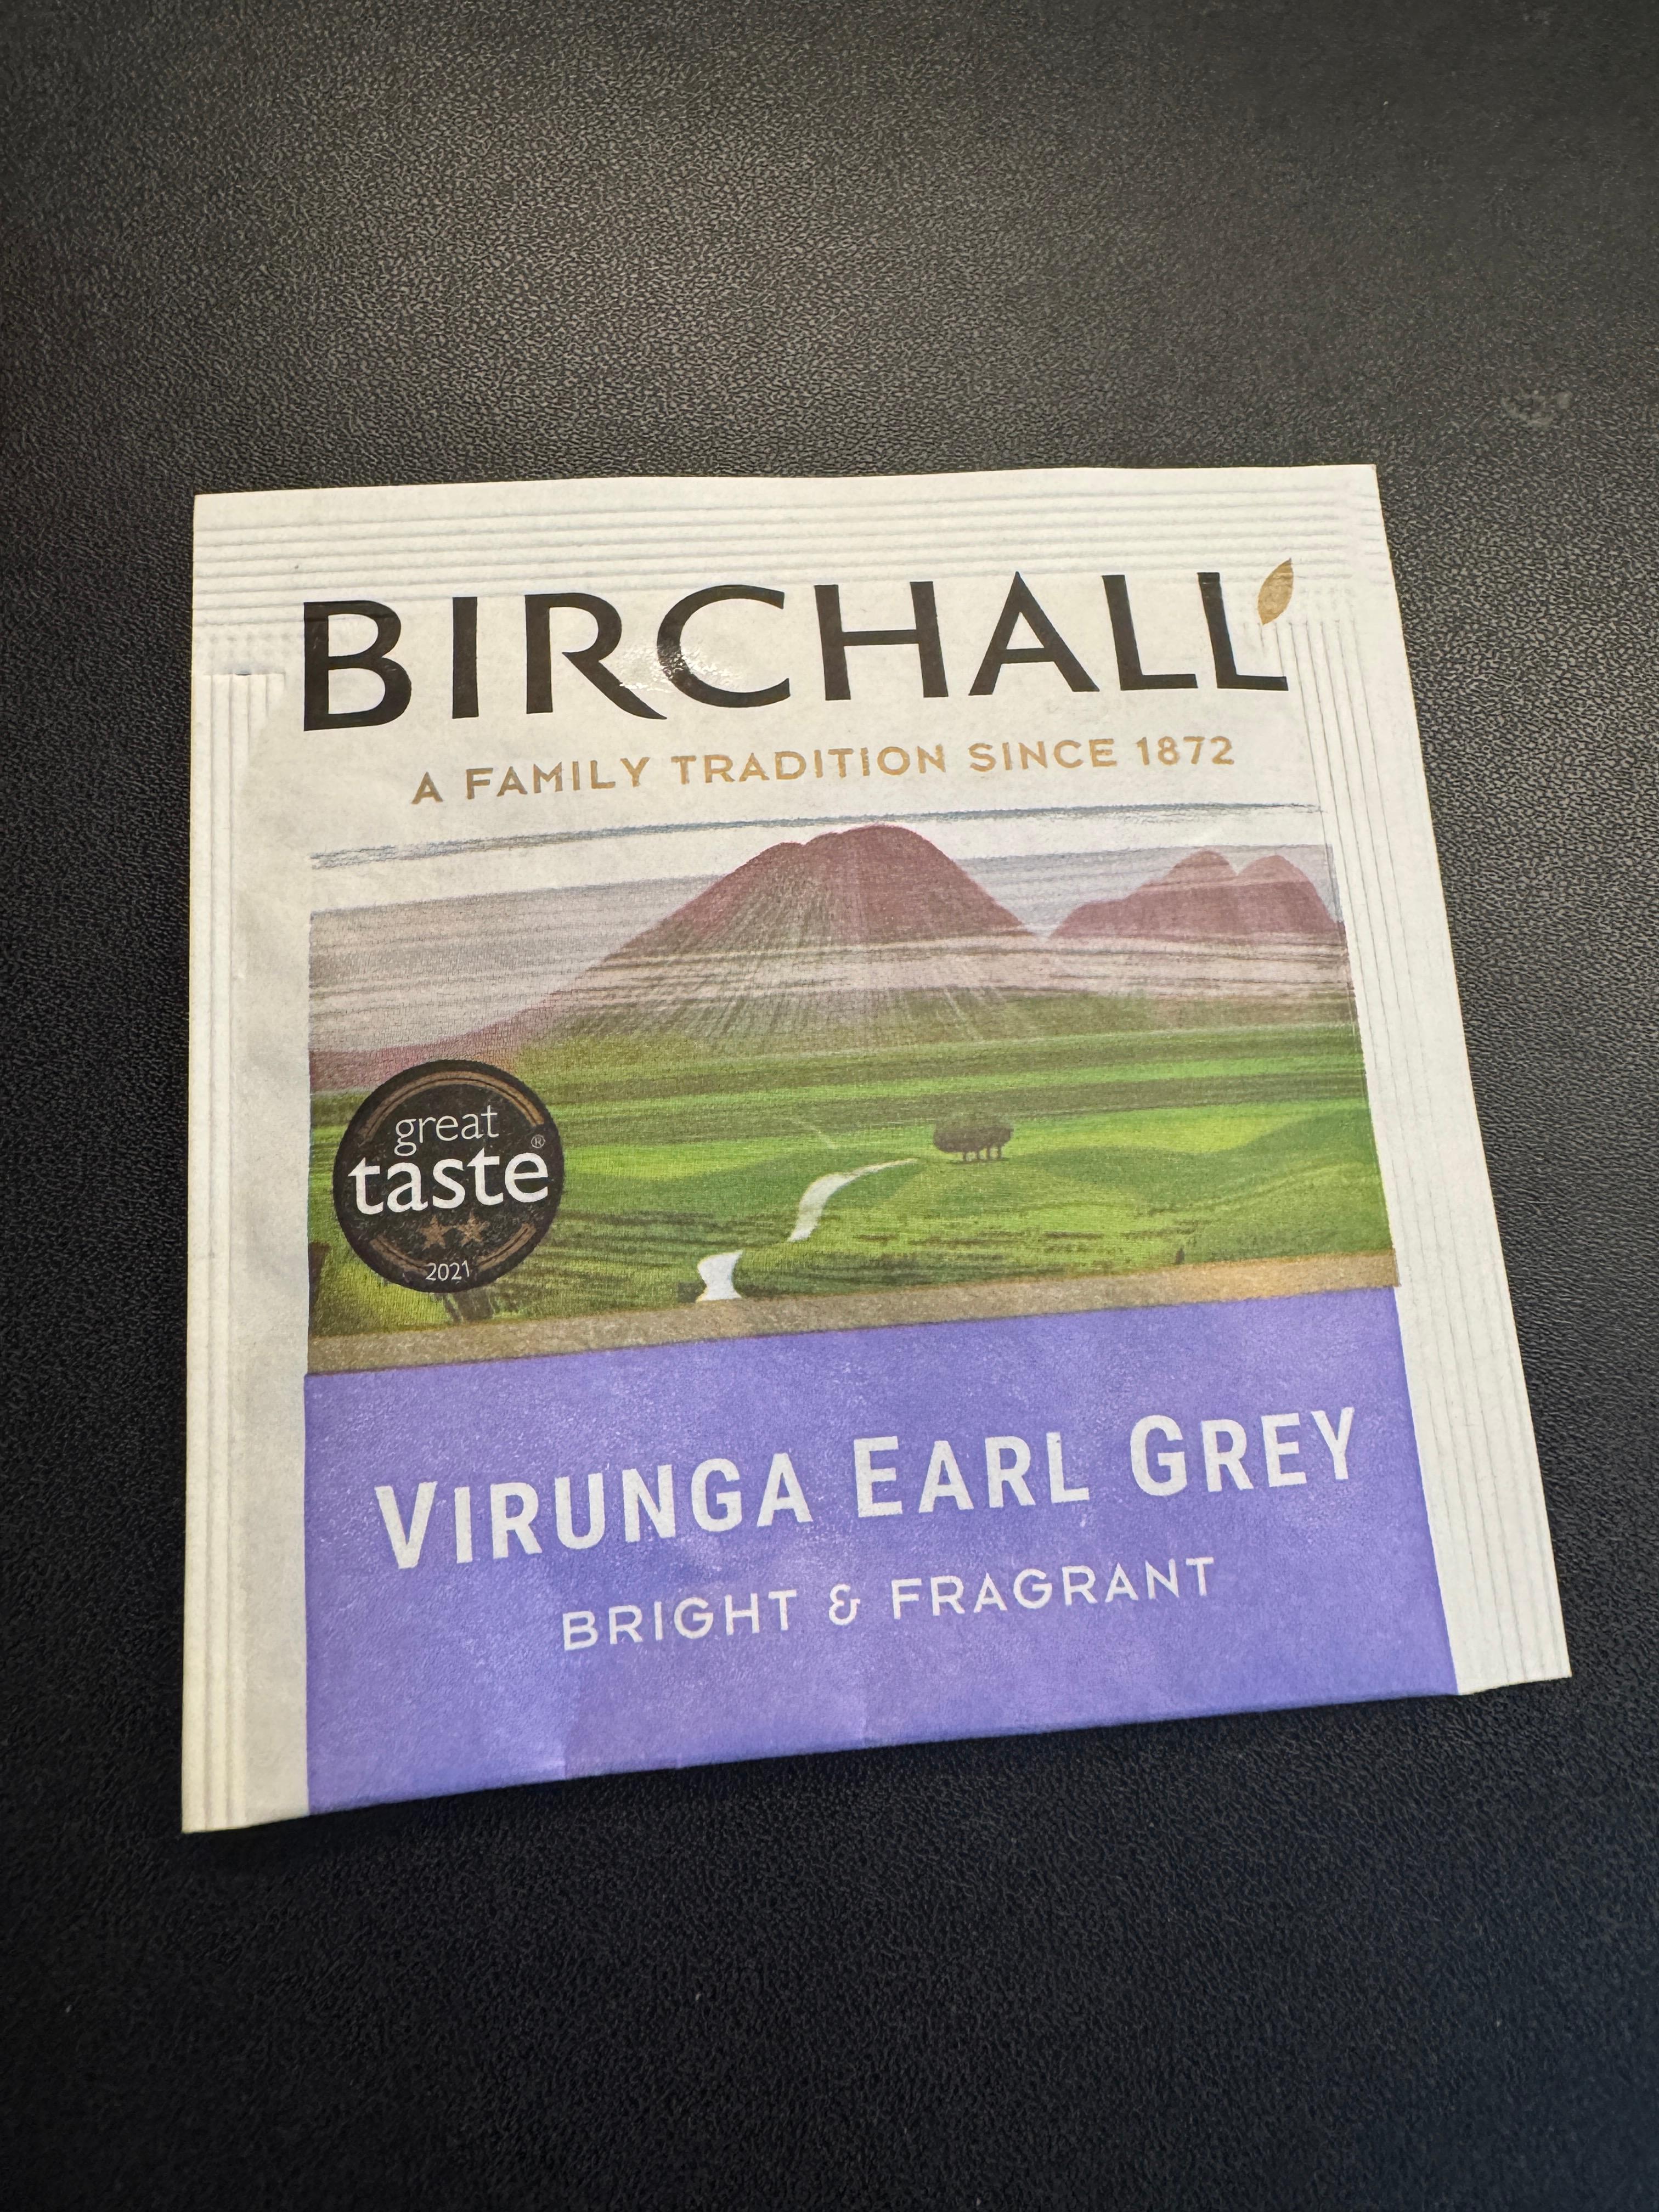 BIRCHALL
A FAMILY TRADITION SINCE 1872
great
taste®
2021
VIRUNGA EARL GREY
BRIGHT & FRAGRANT